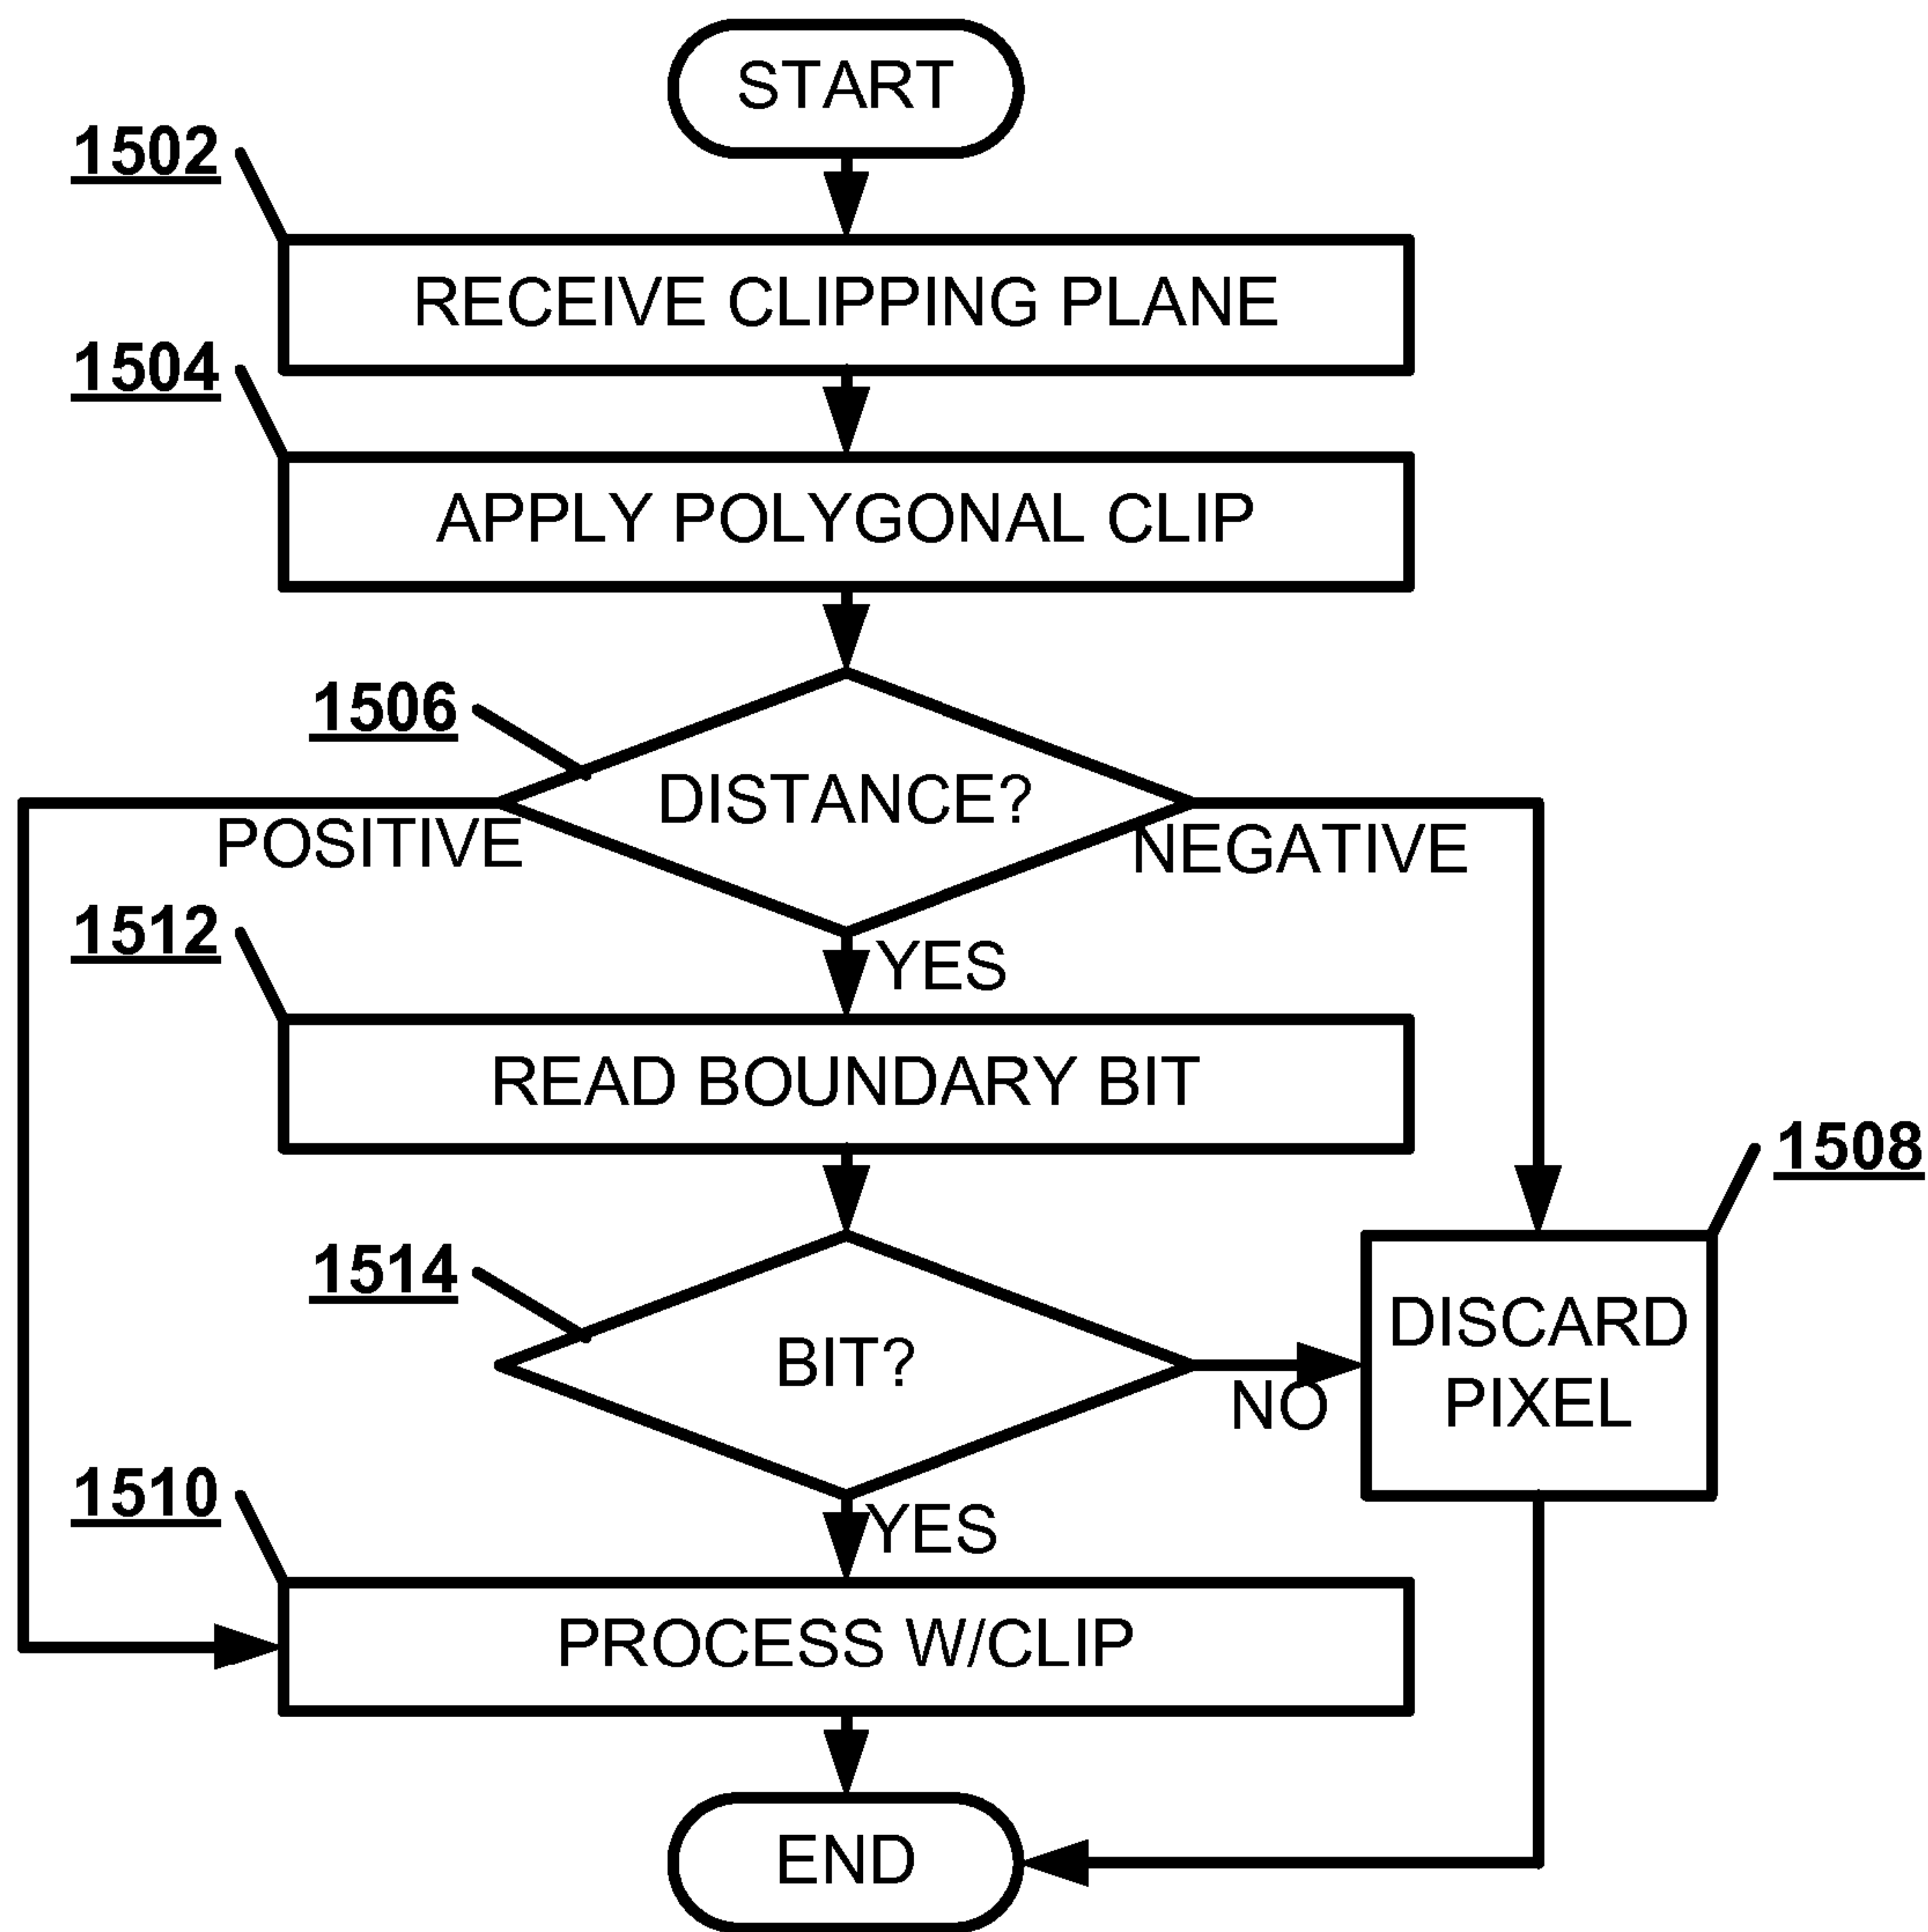 START
1502
RECEIVE CLIPPING PLANE
1504
APPLY POLYGONAL CLIP
1506
DISTANCE?
POSITIVE
NEGATIVE
1512
YES
READ BOUNDARY BIT
1508
1514
BIT?
NO
DISCARD
PIXEL
1510
YES
PROCESS W/CLIP
END